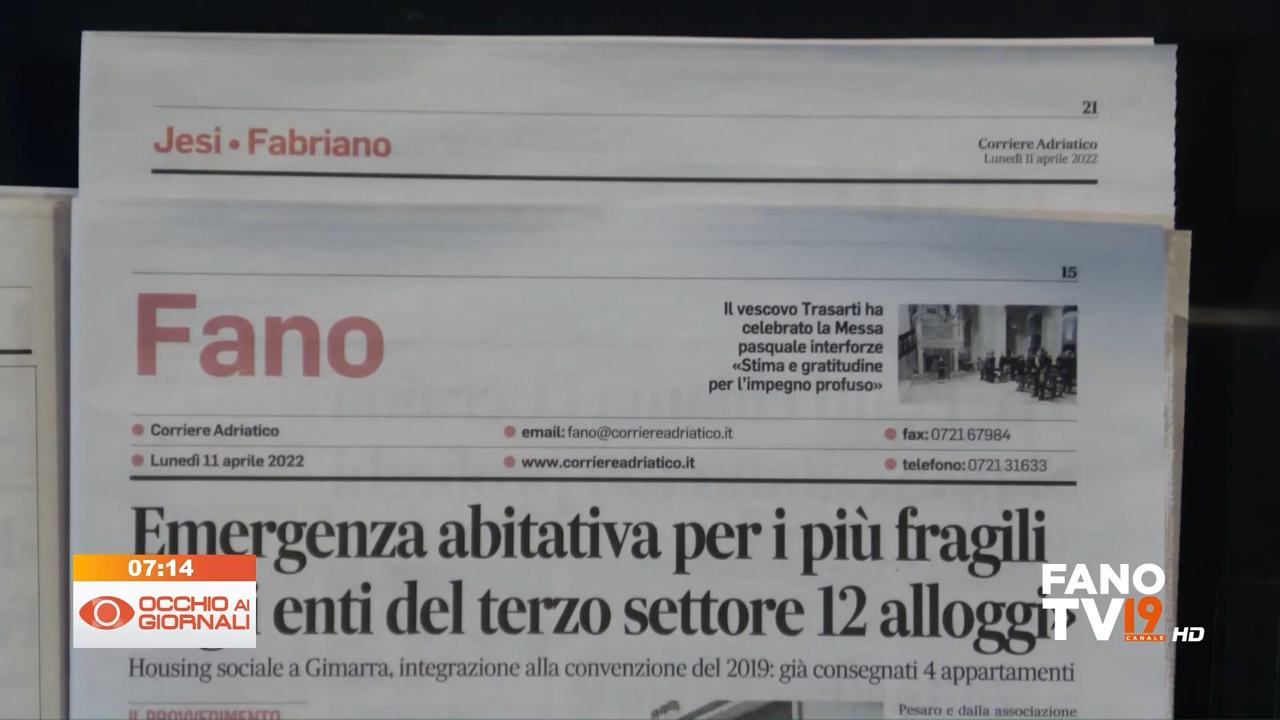 21
Jesi • Fabriano
Corriere Adriatico
Lunedì 11 aprile 2022
15
Fano
Il vescovo Trasarti ha
celebrato la Messa
pasquale interforze
«Stima e gratitudine
per l'impegno profuso»
Corriere Adriatico
email: fano@corriereadriatico.it
fax: 0721 67984
Lunedì 11 aprile 2022
www.corriereadriatico.it
telefono: 0721 31633
Emergenza abitativa per i più fragili
enti del terzo settore 12 alloggi»
Housing sociale a Gimarra, integrazione alla convenzione del 2019: già consegnati 4 appartamenti
IL PROVVEDIMENTO
Pesaro e dalla associazione
07:14
OCCHIO AI
GIORNALI
FANO
TV19
CANALE
HD